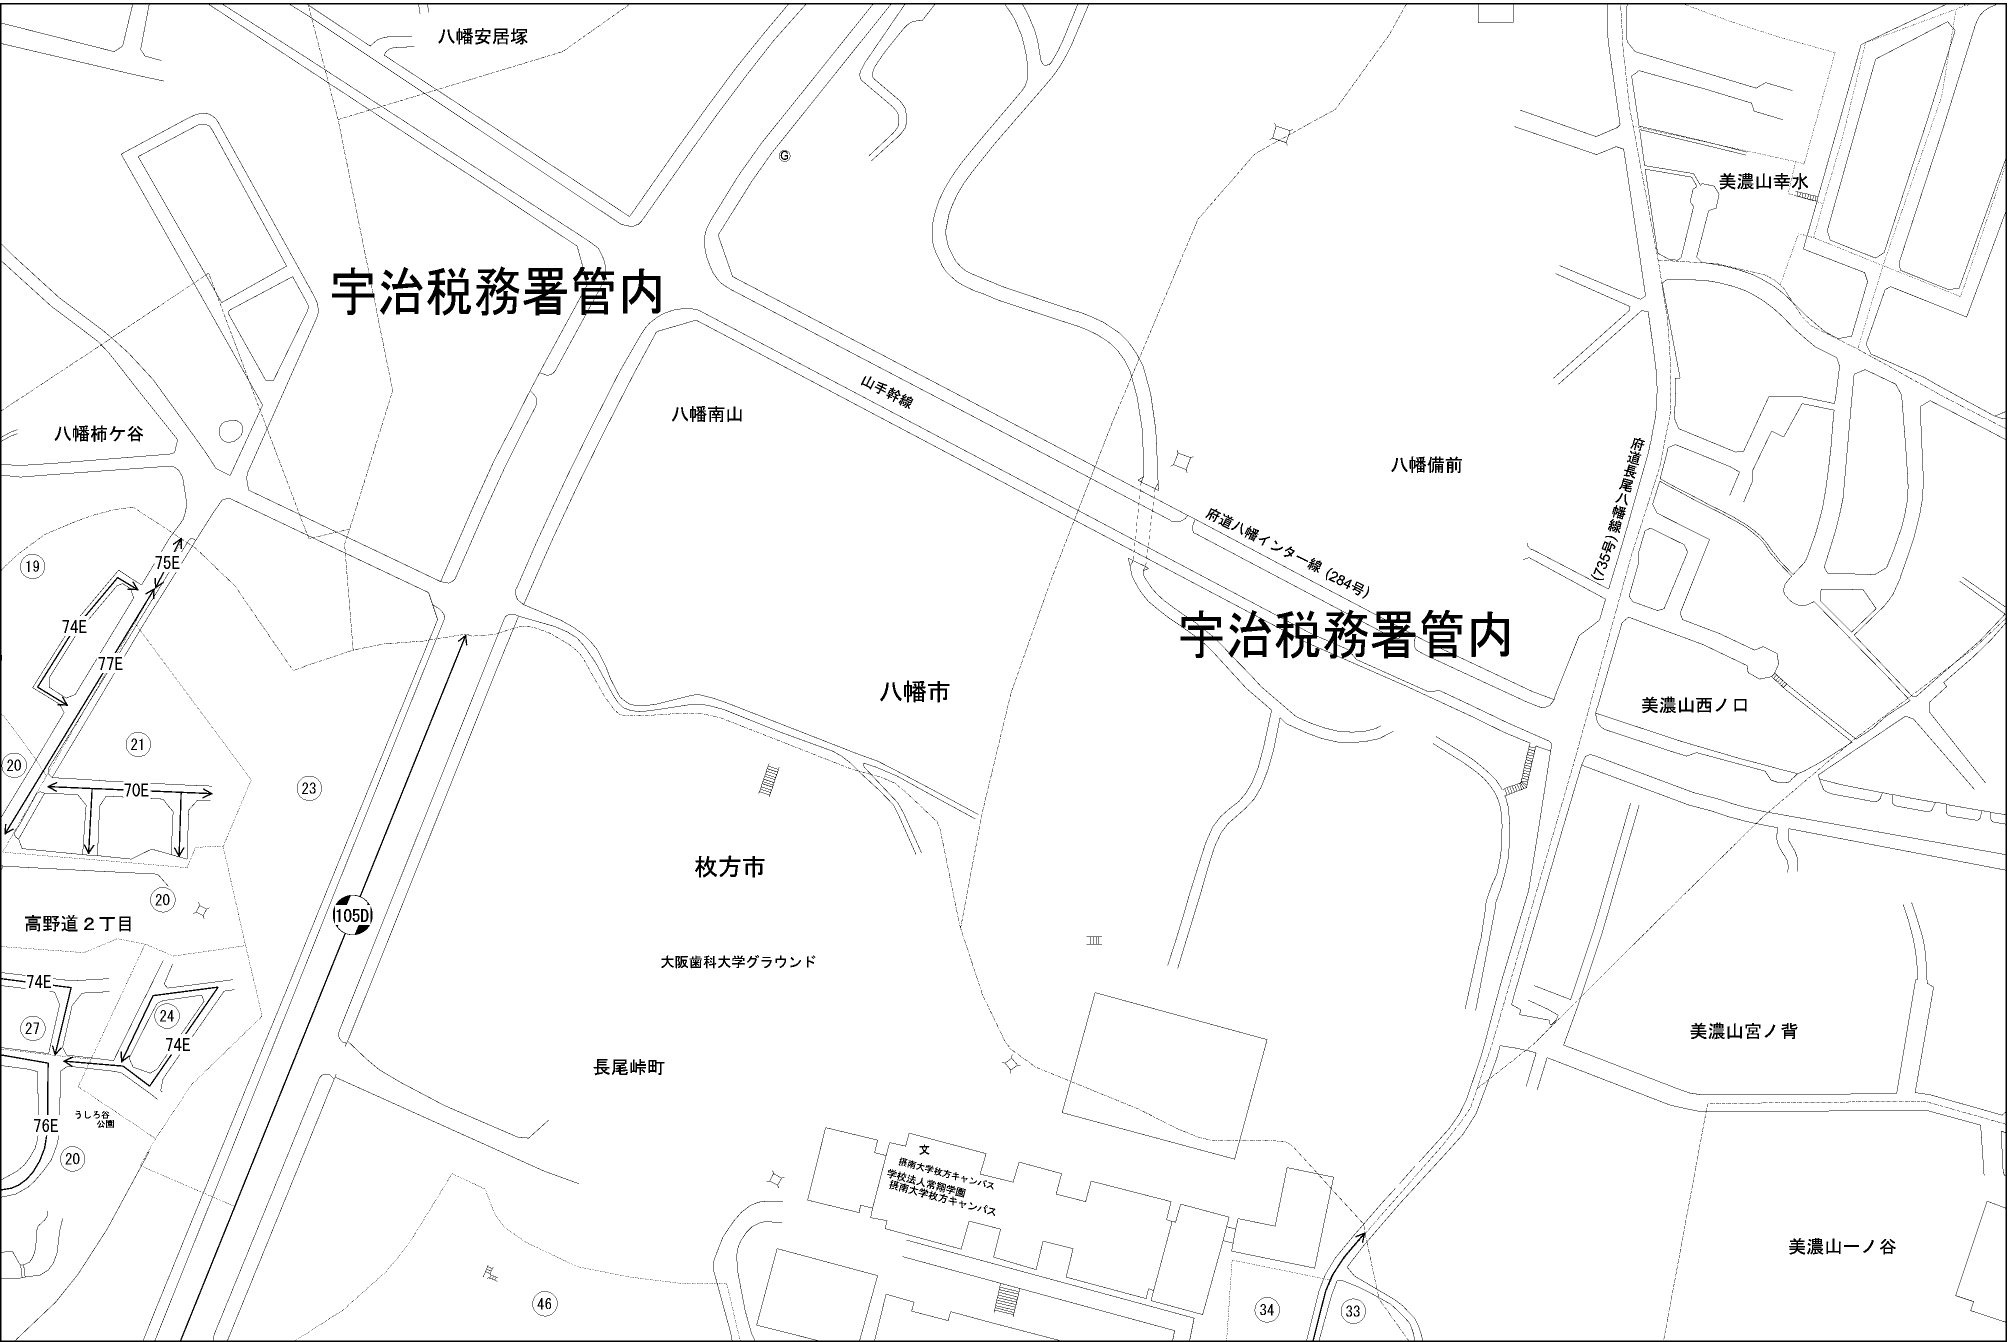 八幡安居塚
G
美濃山幸水
宇治税務署管内
山手幹線
八幡南山
八幡柿ケ谷
八幡備前
府道長尾八幡線
(735号)
府道八幡インター線 (284号)
宇治税務署管内
19
75E
74E
77E
八幡市
美濃山西ノ口
21
20
23
70E
枚方市
20
105D
高野道２丁目
大阪歯科大学グラウンド
74E
24
27
74E
美濃山宮ノ背
長尾峠町
うしろ谷
公園
76E
20
文
摂南大学枚方キャンパス
学校法人常翔学園
摂南大学枚方キャンパス
美濃山一ノ谷
46
34
33